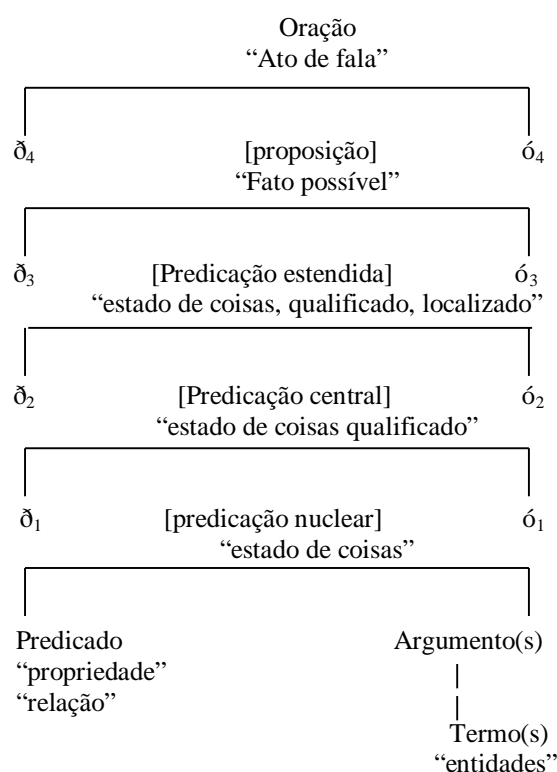 Oração
“Ato de fala”
ð4 [proposição] ó4
“Fato possível”
ð3 [Predicação estendida] ó3
“estado de coisas, qualificado, localizado”
ð2 [Predicação central] ó2
“estado de coisas qualificado”
ð1 [predicação nuclear] ó1
“estado de coisas”
Predicado Argumento(s)
“propriedade”
“relação”
Termo(s)
“entidades”